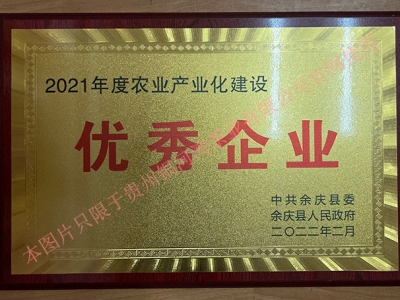 2021年度农业产业化建设
优秀企业
中共余庆县委
余庆县人民政府
二〇二二年二月
本图片只限于贵州